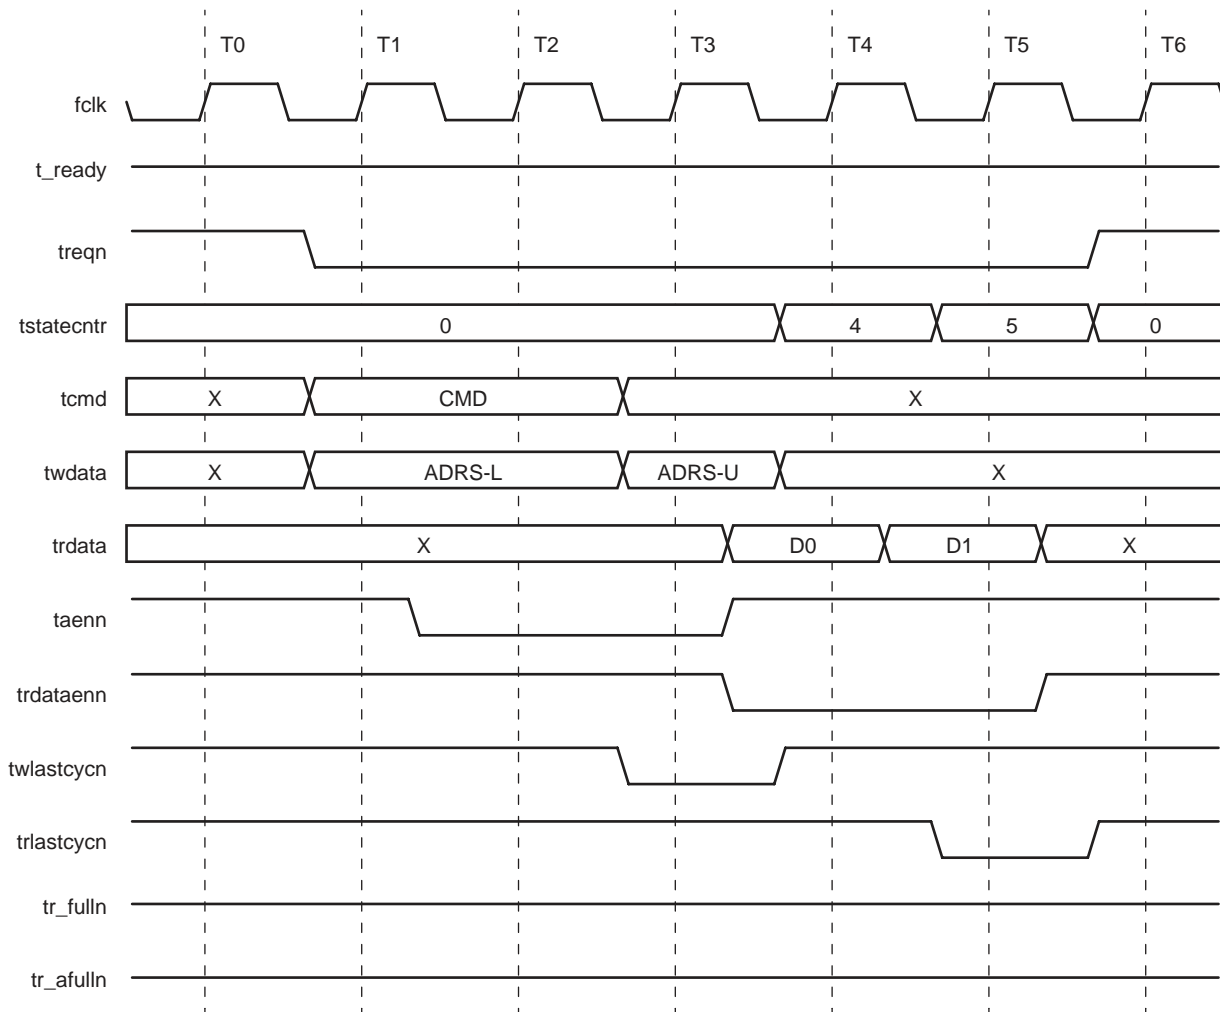 T0 T1 T2 T3 T4 T5 T6
fclk
t_ready
treqn
tstatecntr 0 4 5 0
tcmd X CMD X
twdata X ADRS-L ADRS-U X
trdata X D0 D1 X
taenn
trdataenn
twlastcycn
trlastcycn
tr_fulln
tr_afulln